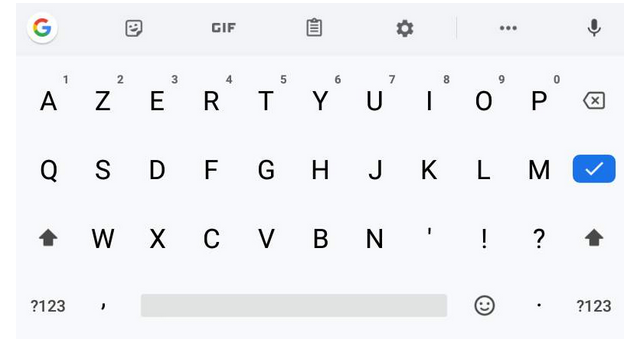 G GIF
1 2 3 4 5 6 7 8 9 0
A Z E R T Y U I O P
Q S D F G H J K L M
W X C V B N ' ! ?
?123 , . ?123